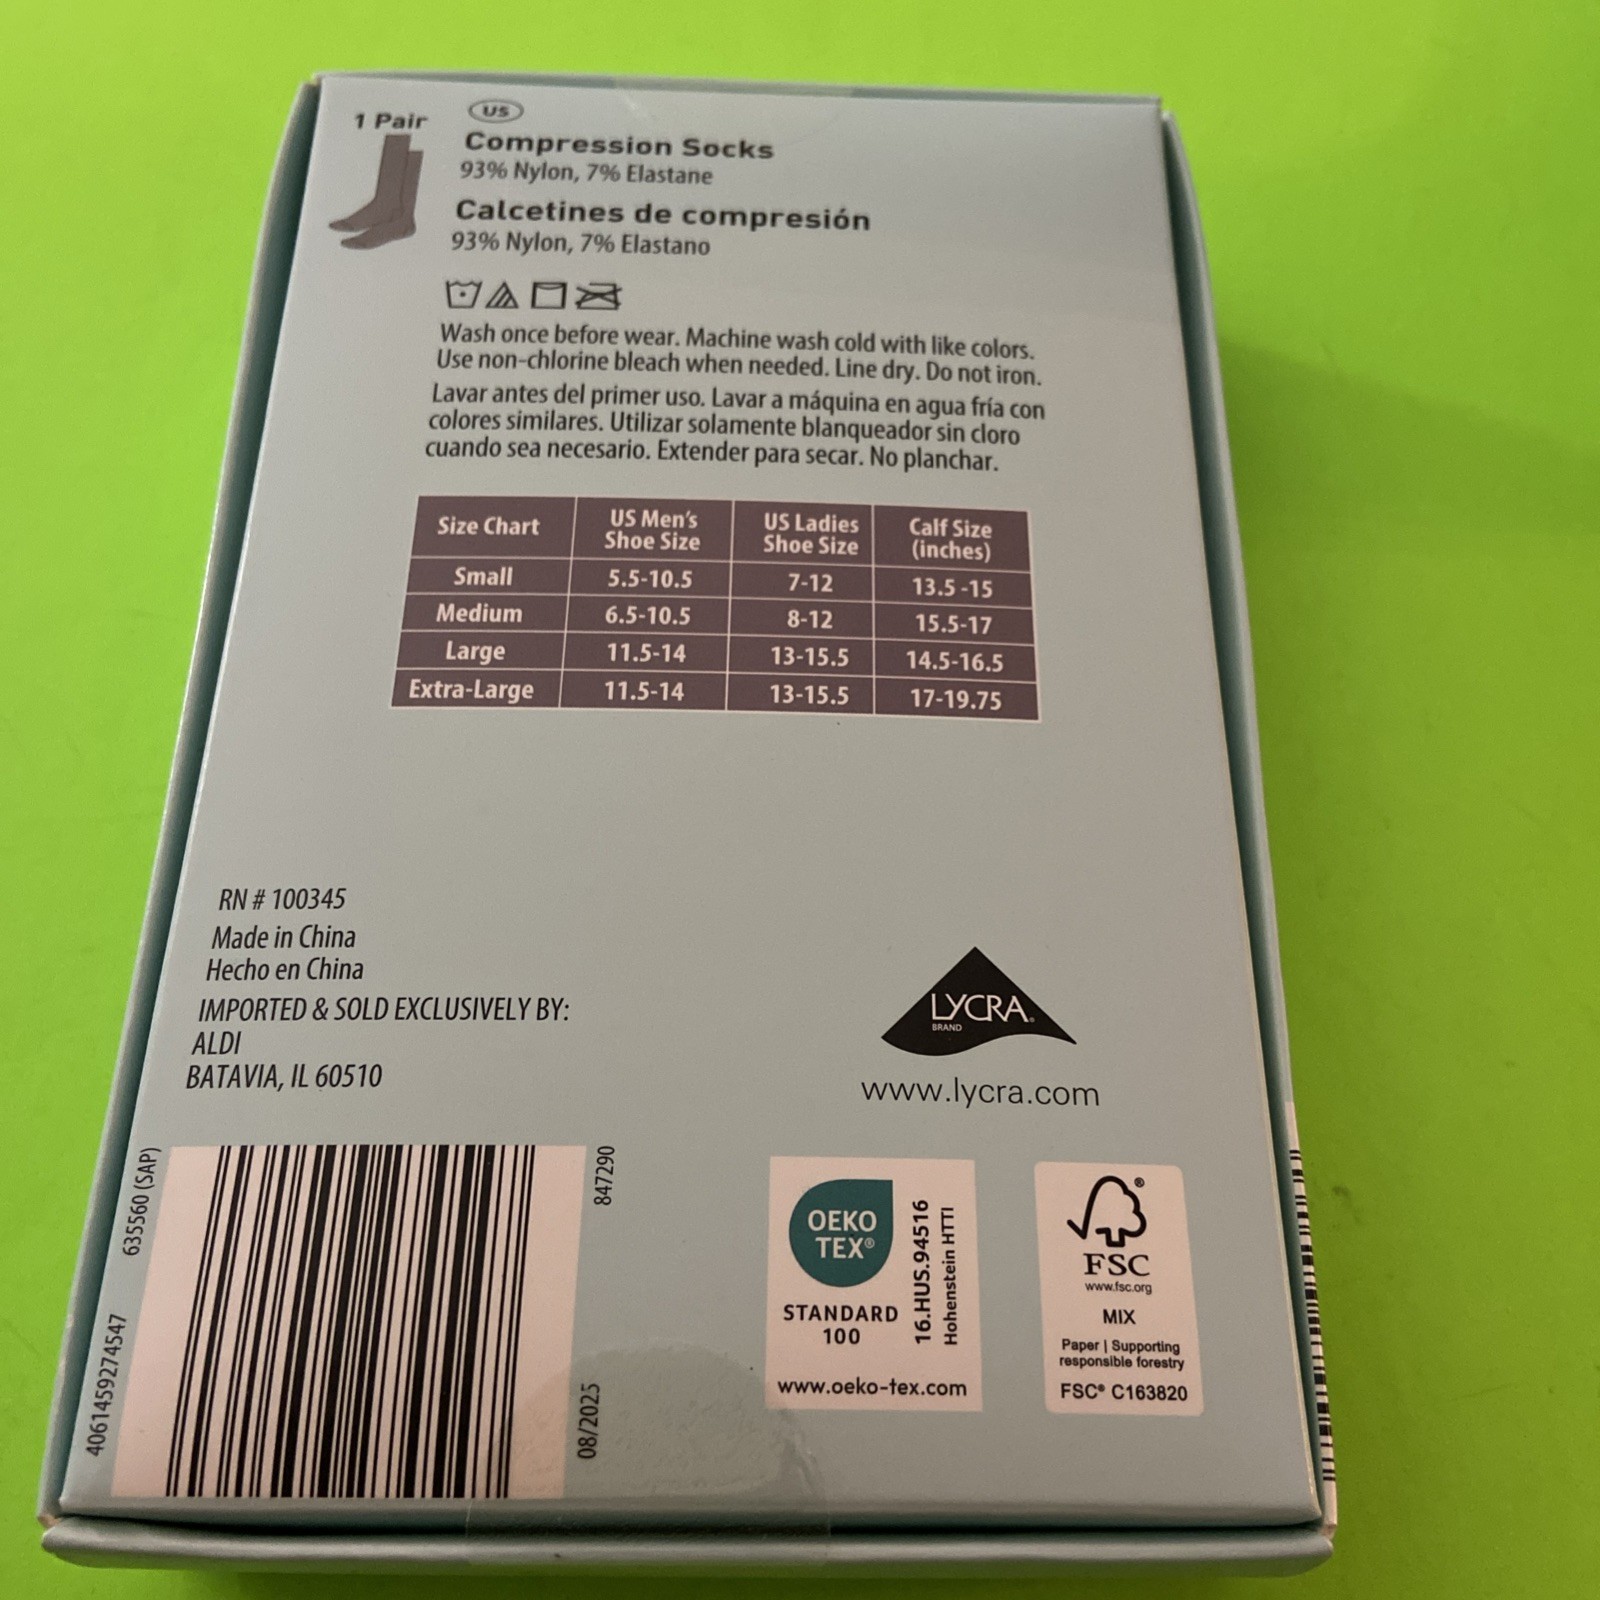 1 Pair
US
Compression Socks
93% Nylon, 7% Elastane
Calcetines de compresión
93% Nylon, 7% Elastano
Wash once before wear. Machine wash cold with like colors.
Use non-chlorine bleach when needed. Line dry. Do not iron.
Lavar antes del primer uso. Lavar a máquina en agua fría con
colores similares. Utilizar solamente blanqueador sin cloro
cuando sea necesario. Extender para secar. No planchar.
Size Chart US Men's Shoe Size US Ladies Shoe Size Calf Size (inches)
Small 5.5-10.5 7-12 13.5 -15
Medium 6.5-10.5 8-12 15.5-17
Large 11.5-14 13-15.5 14.5-16.5
Extra-Large 11.5-14 13-15.5 17-19.75
RN # 100345
Made in China
Hecho en China
IMPORTED & SOLD EXCLUSIVELY BY:
ALDI
BATAVIA, IL 60510
LYCRA®
BRAND
www.lycra.com
635560 (SAP)
4061459274547
847290
08/2025
OEKO
TEX®
STANDARD
100
16.HUS.94516
Hohenstein HTTI
www.oeko-tex.com
®
FSC
www.fsc.org
MIX
Paper | Supporting
responsible forestry
FSC® C163820